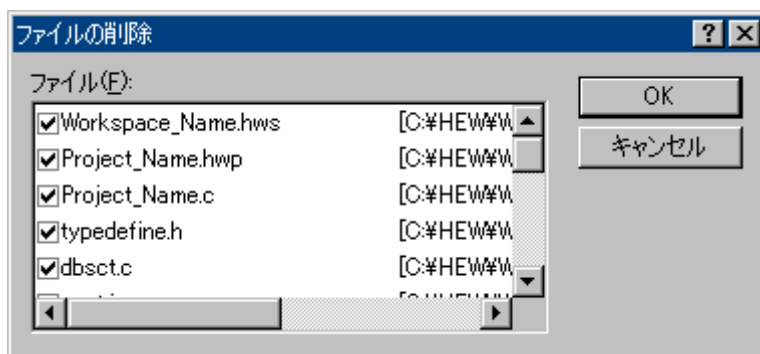 ファイルの削除
ファイル(F):
Workspace_Name.hws [C:¥HEW¥W
Project_Name.hwp [C:¥HEW¥W
Project_Name.c [C:¥HEW¥W
typedefine.h [C:¥HEW¥W
dbsct.c [C:¥HEW¥W
OK
キャンセル